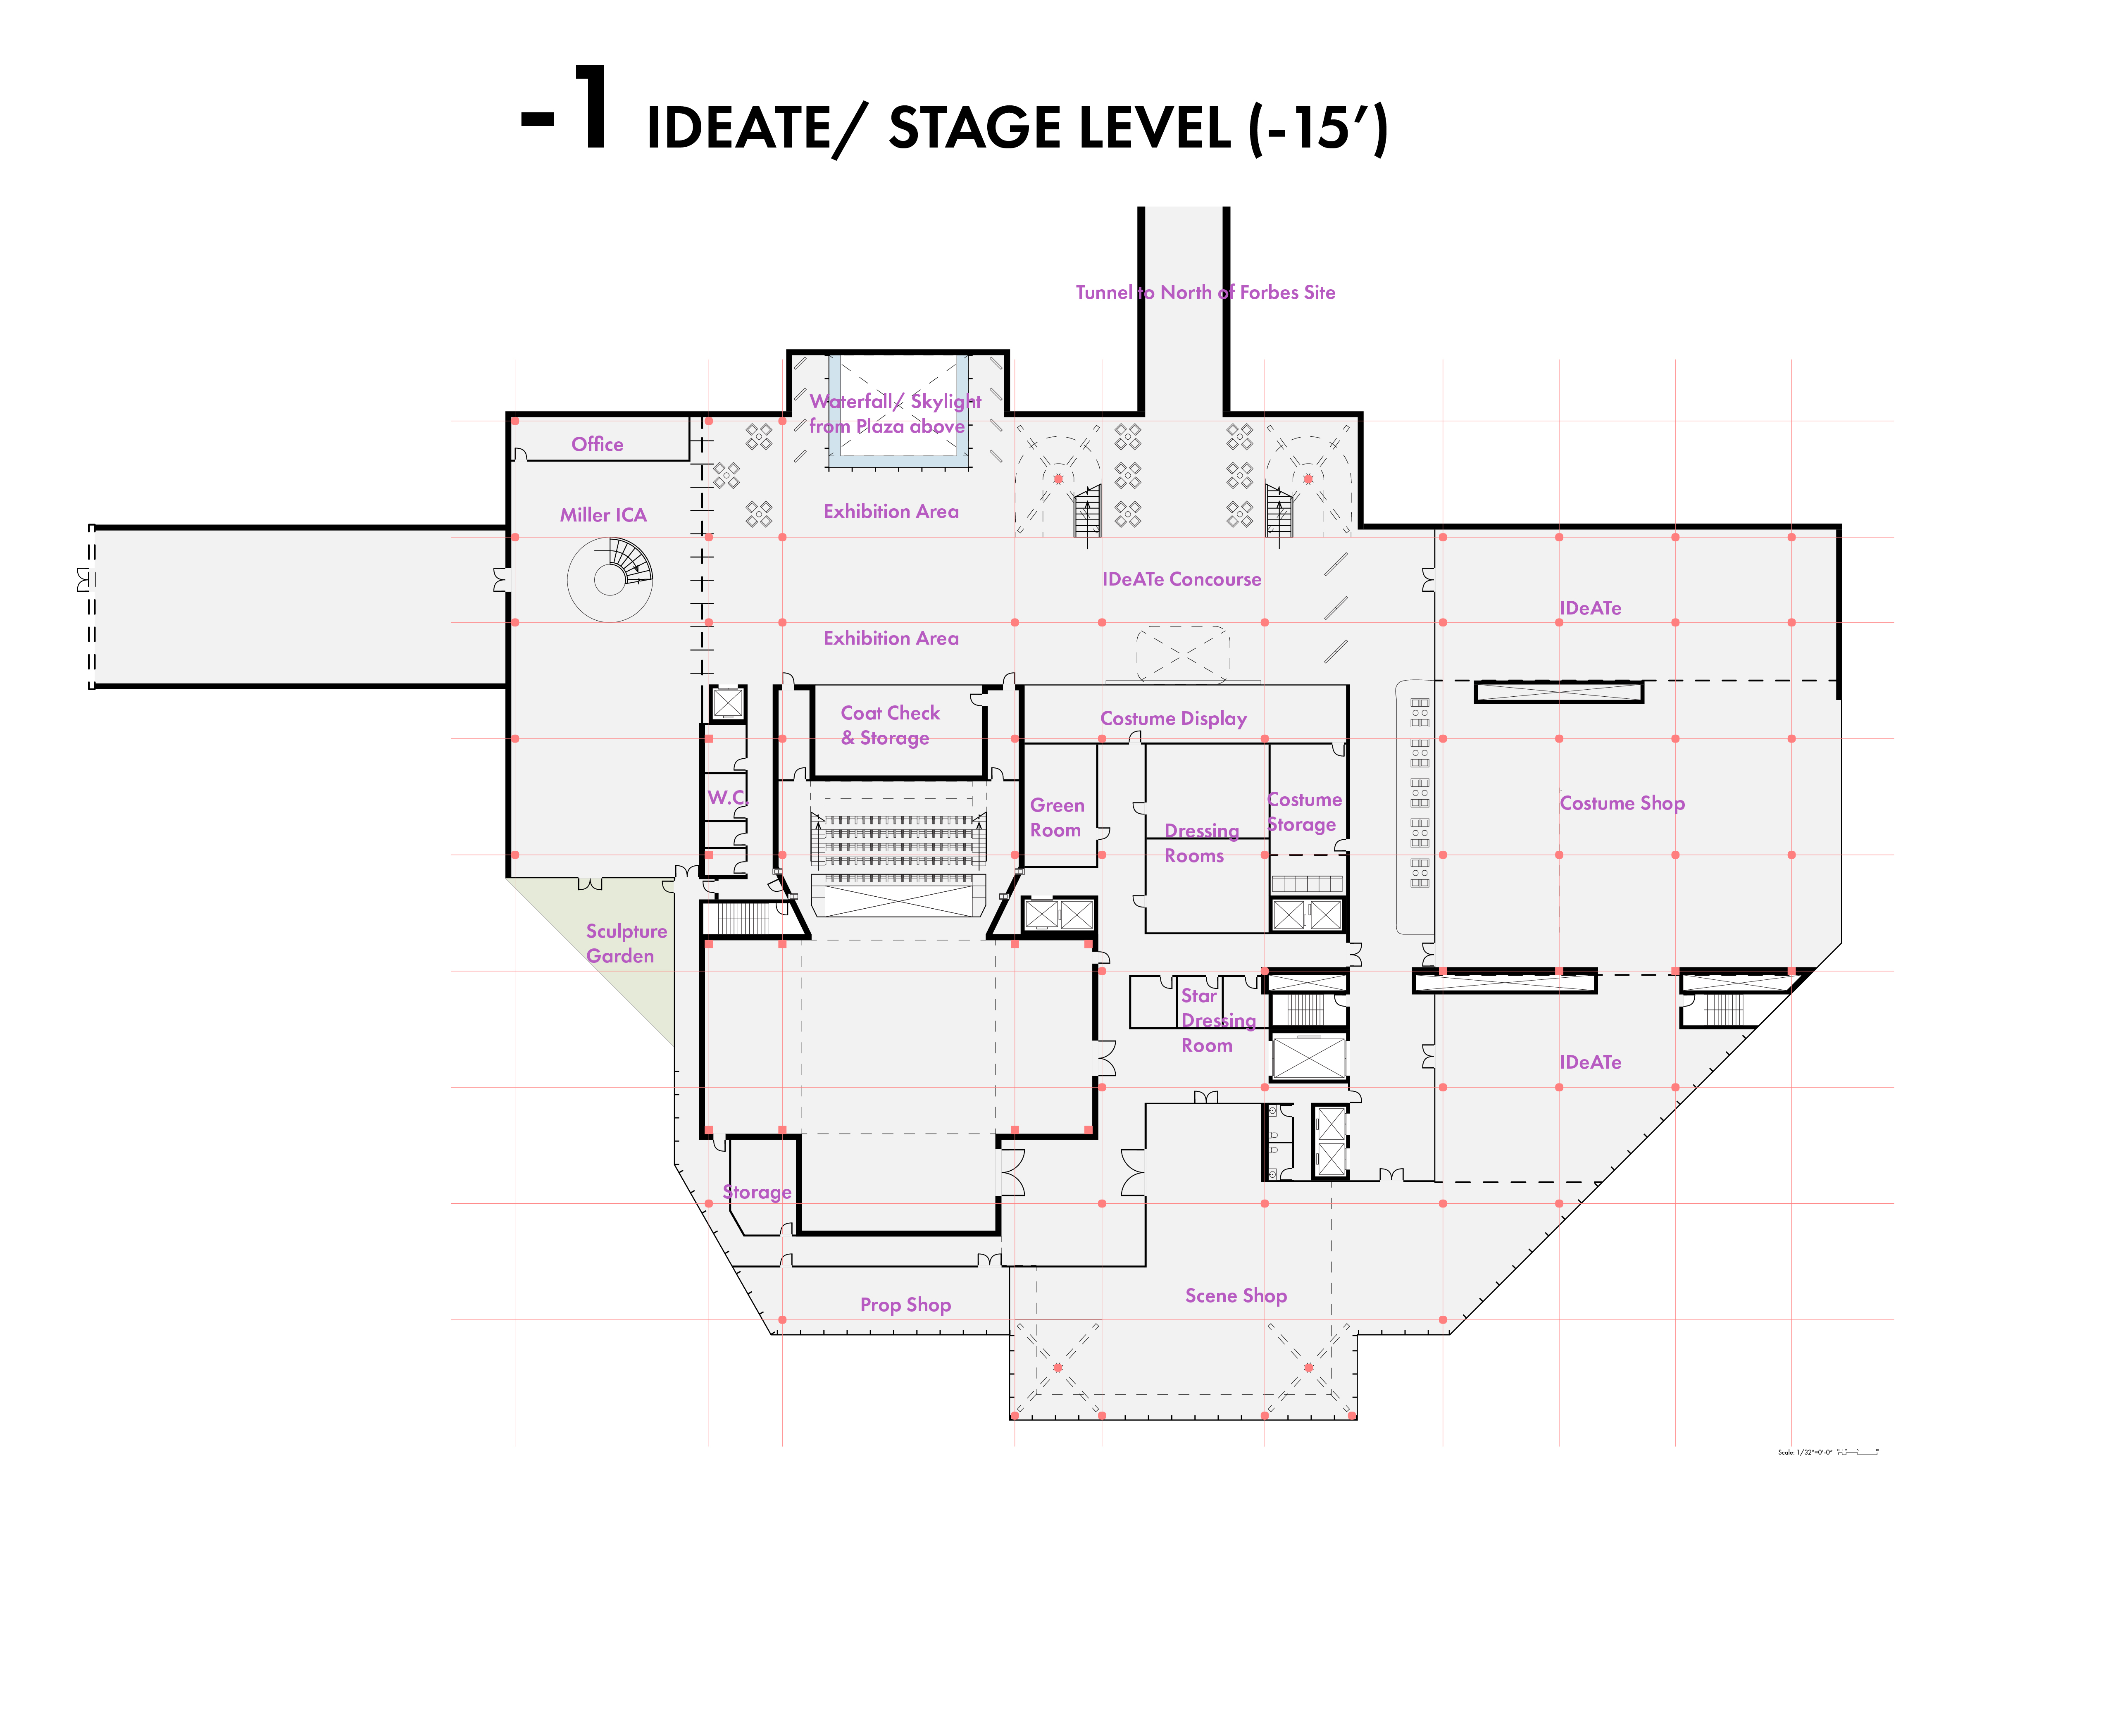 -1 IDEATE/ STAGE LEVEL (-15’)
Tunnel to North of Forbes Site
Waterfall/ Skylight
from Plaza above
Office
Miller ICA
Exhibition Area
IDeATe Concourse
IDeATe
Exhibition Area
Coat Check
& Storage
Costume Display
W.C.
Green
Room
Dressing
Rooms
Costume
Storage
Costume Shop
Sculpture
Garden
Star
Dressing
Room
IDeATe
Storage
Prop Shop
Scene Shop
Scale: 1/32"=0'-0"